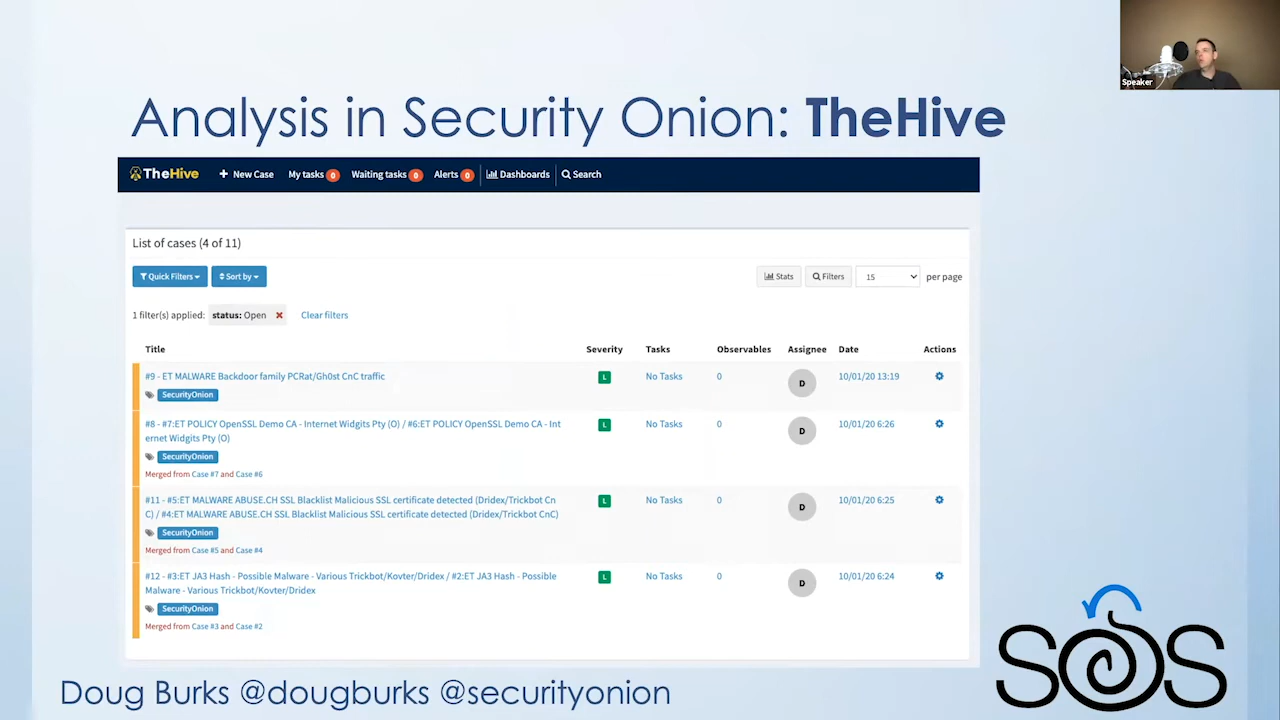 Speaker
Analysis in Security Onion: TheHive
TheHive + New Case My tasks 0 Waiting tasks 0 Alerts 0 Dashboards Search
List of cases (4 of 11)
Quick Filters Sort by Stats Filters 15 per page
1 filter(s) applied: status: Open Clear filters
Title Severity Tasks Observables Assignee Date Actions
#9 - ET MALWARE Backdoor family PCRat/Gh0st CnC traffic L No Tasks 0 D 10/01/20 13:19
SecurityOnion
#8 - #7:ET POLICY OpenSSL Demo CA - Internet Widgits Pty (O) / #6:ET POLICY OpenSSL Demo CA - Int L No Tasks 0 D 10/01/20 6:26
ernet Widgits Pty (O)
SecurityOnion
Merged from Case #7 and Case #6
#11 - #5:ET MALWARE ABUSE.CH SSL Blacklist Malicious SSL certificate detected (Dridex/Trickbot Cn L No Tasks 0 D 10/01/20 6:25
C) / #4:ET MALWARE ABUSE.CH SSL Blacklist Malicious SSL certificate detected (Dridex/Trickbot CnC)
SecurityOnion
Merged from Case #5 and Case #4
#12 - #3:ET JA3 Hash - Possible Malware - Various Trickbot/Kovter/Dridex / #2:ET JA3 Hash - Possible L No Tasks 0 D 10/01/20 6:24
Malware - Various Trickbot/Kovter/Dridex
SecurityOnion
Merged from Case #3 and Case #2
Doug Burks @dougburks @securityonion
SOS